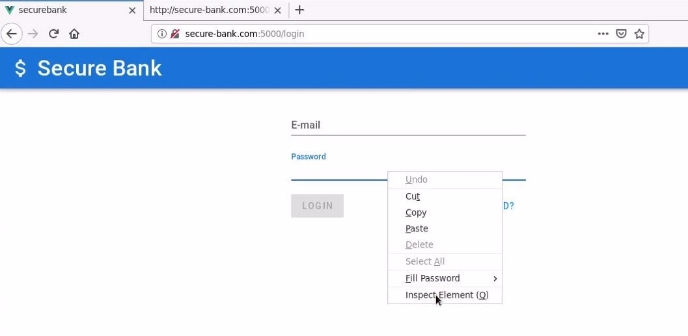 securebank
http://secure-bank.com:5000
secure-bank.com:5000/login
$ Secure Bank
E-mail
Password
LOGIN
D?
Undo
Cut
Copy
Paste
Delete
Select All
Fill Password
Inspect Element (Q)